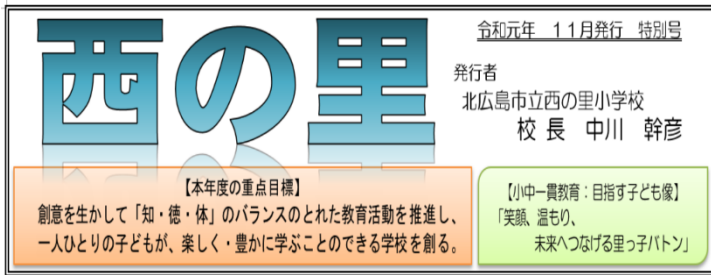 西の里
令和元年 11月発行 特別号
発行者
北広島市立西の里小学校
校長 中川 幹彦
【本年度の重点目標】
創意を生かして「知・徳・体」のバランスのとれた教育活動を推進し、
一人ひとりの子どもが、楽しく・豊かに学ぶことのできる学校を創る。
【小中一貫教育：目指す子ども像】
「笑顔、温もり、
未来へつなげる里っ子バトン」